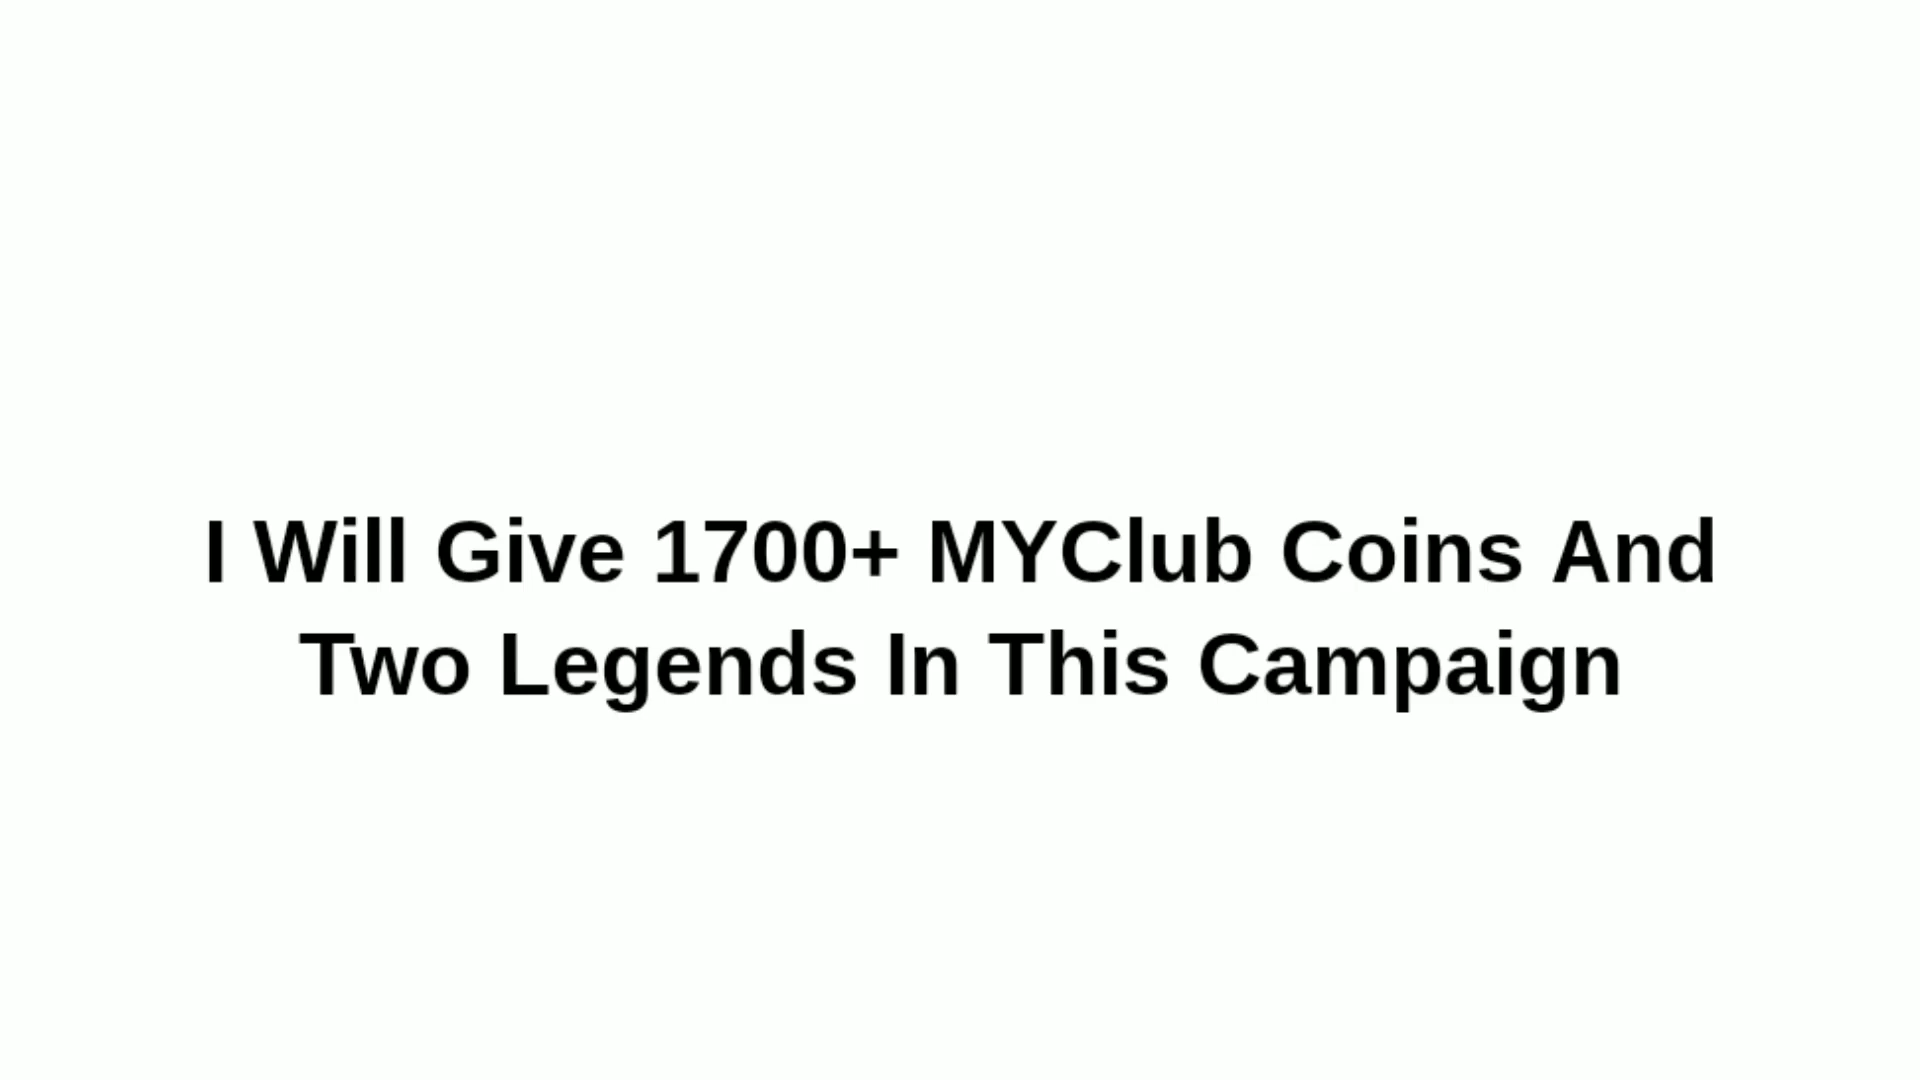 I Will Give 1700+ MYClub Coins And
Two Legends In This Campaign